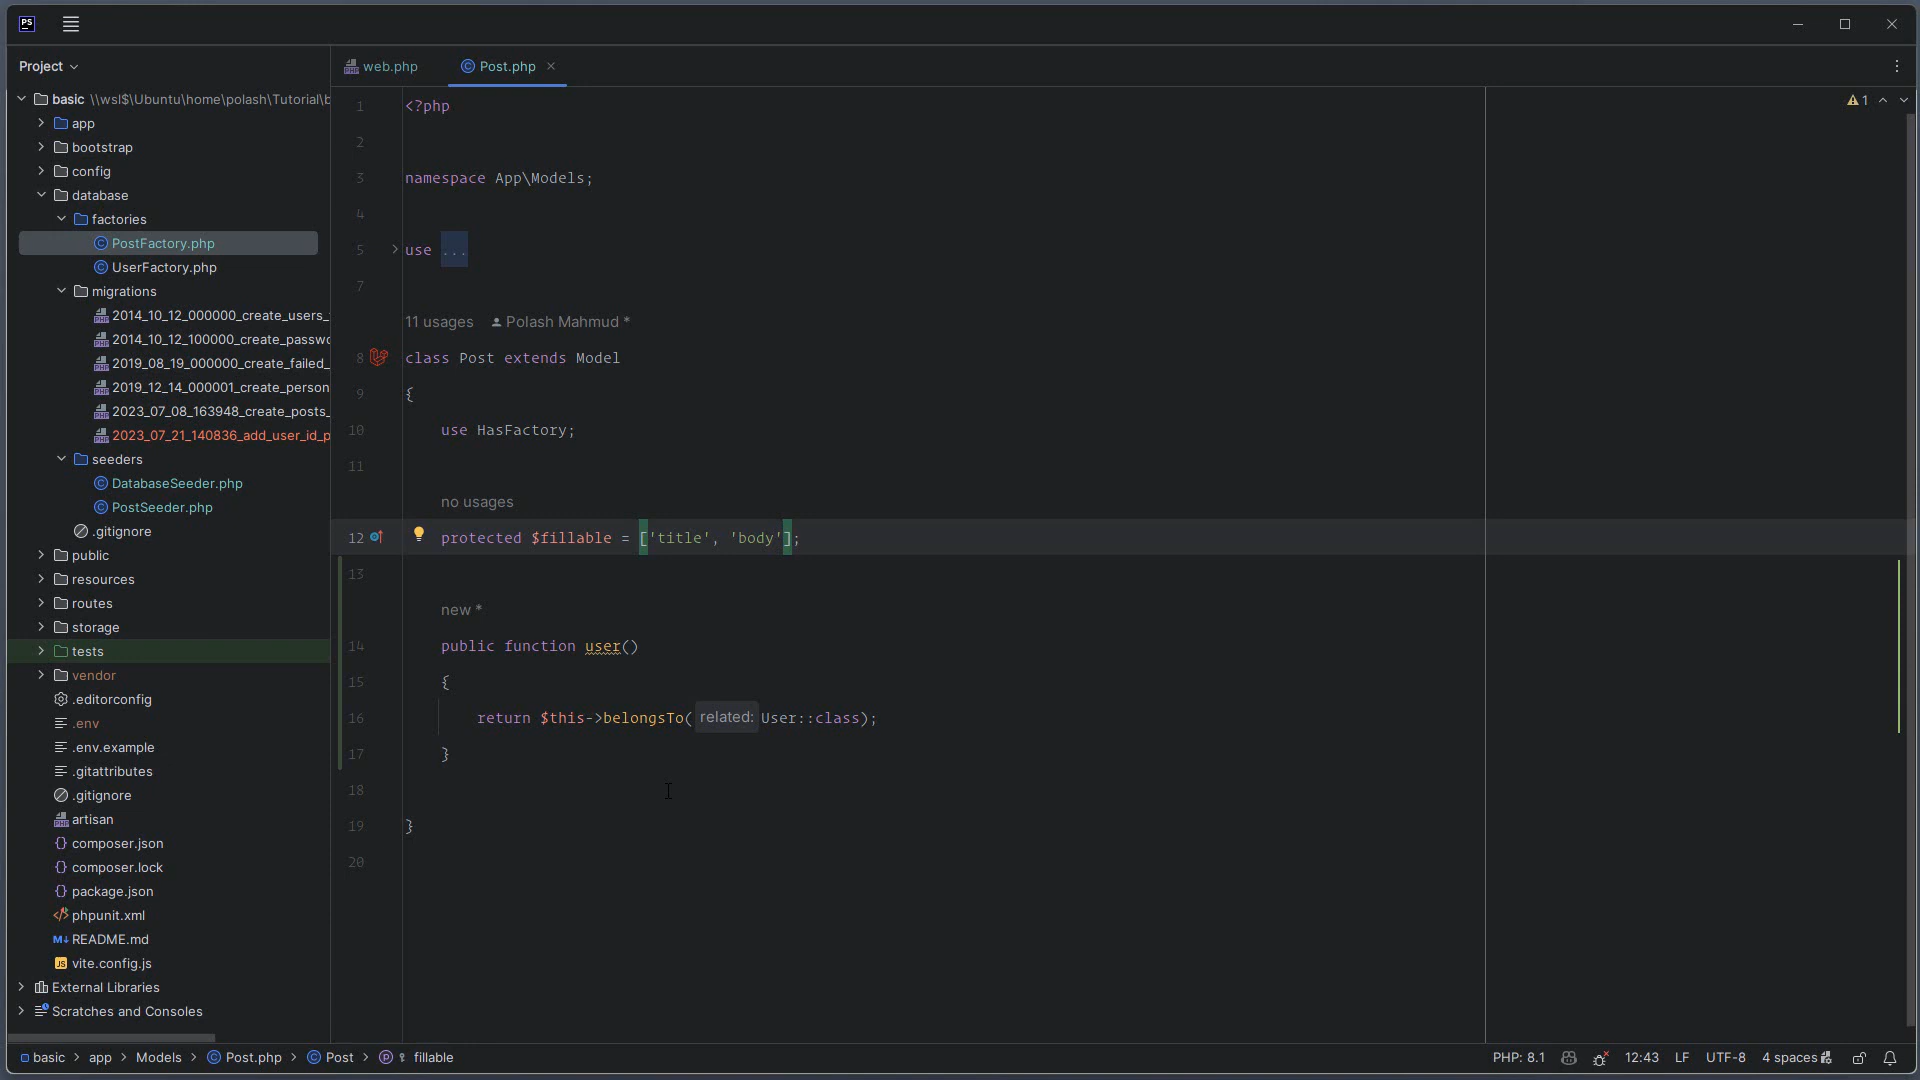 PS
Project
web.php
Post.php
basic \\wsl$\Ubuntu\home\polash\Tutorial\b
app
bootstrap
config
database
factories
PostFactory.php
UserFactory.php
migrations
2014_10_12_000000_create_users_
2014_10_12_100000_create_passwo
2019_08_19_000000_create_failed_
2019_12_14_000001_create_person
2023_07_08_163948_create_posts_
2023_07_21_140836_add_user_id_p
seeders
DatabaseSeeder.php
PostSeeder.php
.gitignore
public
resources
routes
storage
tests
vendor
.editorconfig
.env
.env.example
.gitattributes
.gitignore
artisan
composer.json
composer.lock
package.json
phpunit.xml
README.md
vite.config.js
External Libraries
Scratches and Consoles
1 <?php
2
3 namespace App\Models;
4
5 use ...
7
11 usages Polash Mahmud *
8 class Post extends Model
9 {
10 use HasFactory;
11
no usages
12 protected $fillable = ['title', 'body'];
13
new *
14 public function user()
15 {
16 return $this->belongsTo( related: User::class);
17 }
18
19 }
20
1
basic > app > Models > Post.php > Post > fillable
PHP: 8.1 12:43 LF UTF-8 4 spaces